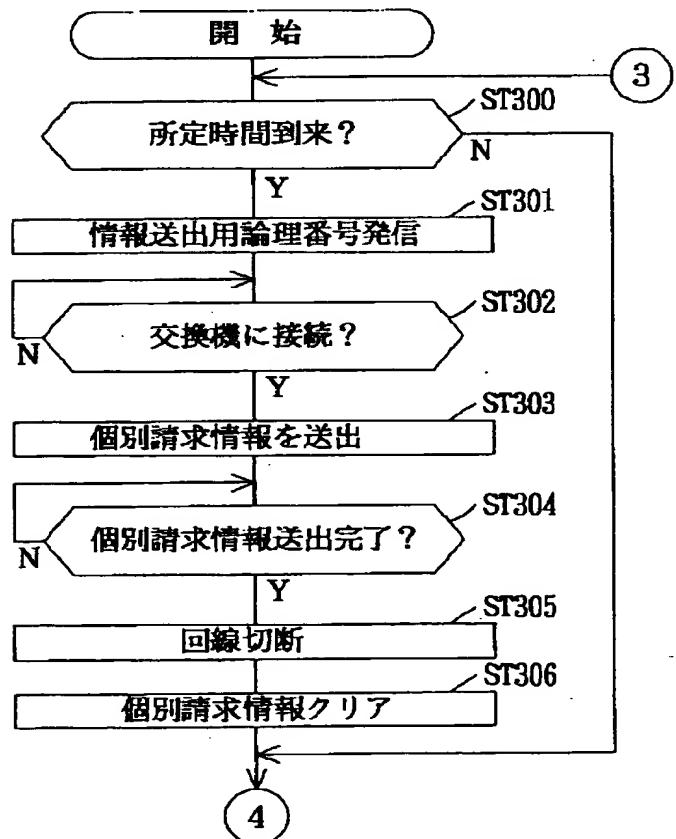 開 始
3
ST300
所定時間到来?
N
Y
ST301
情報送出用論理番号発信
ST302
交換機に接続?
N
Y
ST303
個別請求情報を送出
ST304
個別請求情報送出完了?
N
Y
ST305
回線切断
ST306
個別請求情報クリア
4